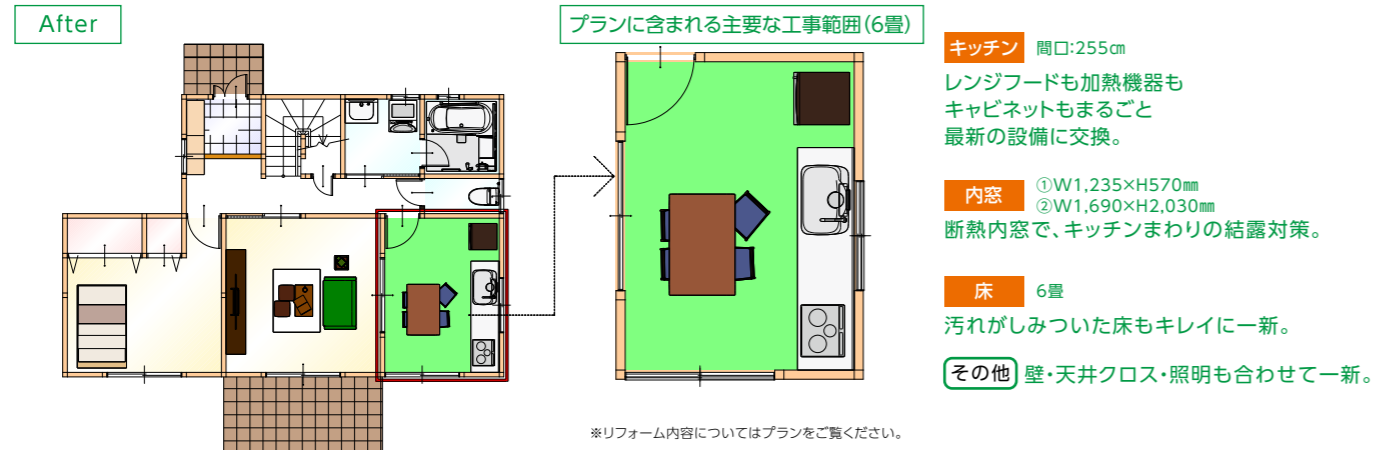 After
プランに含まれる主要な工事範囲(6畳)
キッチン 間口:255㎝
レンジフードも加熱機器も
キャビネットもまるごと
最新の設備に交換。
内窓 ①W1,235×H570㎜
②W1,690×H2,030㎜
断熱内窓で、キッチンまわりの結露対策。
床 6畳
汚れがしみついた床もキレイに一新。
その他 壁・天井クロス・照明も合わせて一新。
※リフォーム内容についてはプランをご覧ください。